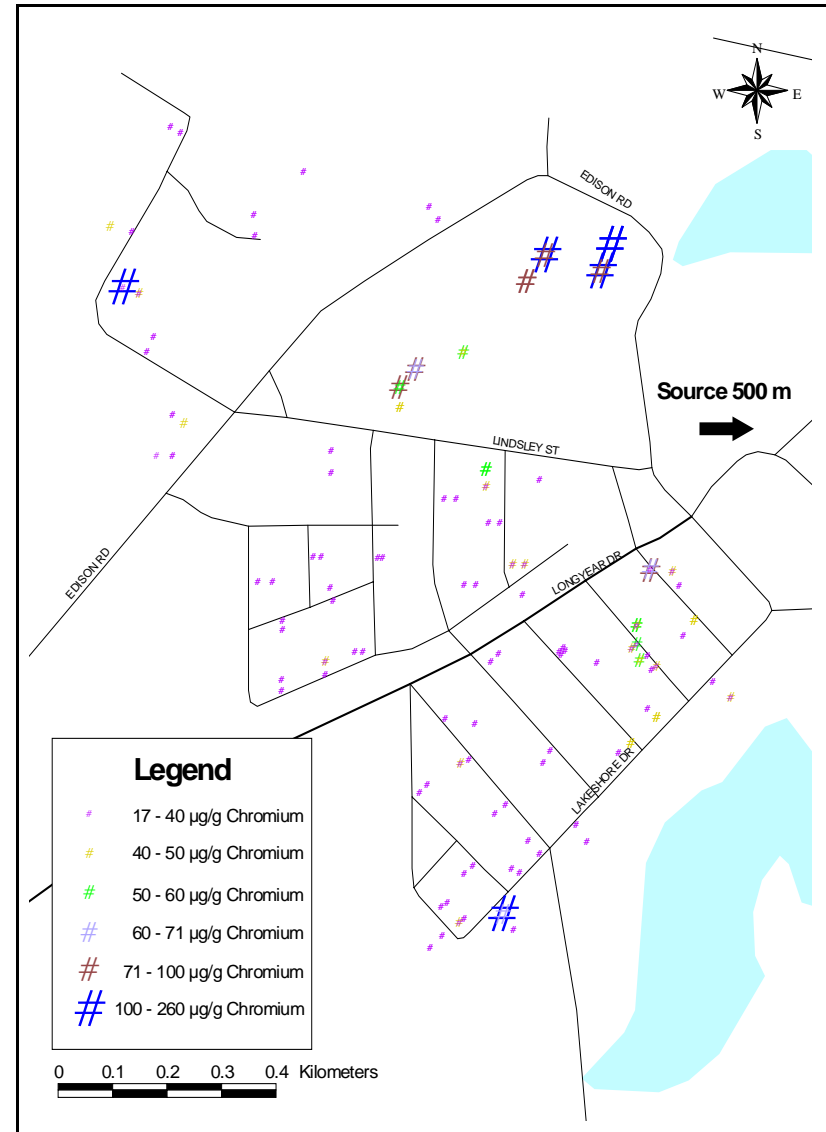 N
W E
S
EDISON RD
Source 500 m
LINDSLEY ST
EDISON RD
LONGYEAR DR
LAKESHORE DR
Legend
# 17 - 40 µg/g Chromium
# 40 - 50 µg/g Chromium
# 50 - 60 µg/g Chromium
# 60 - 71 µg/g Chromium
# 71 - 100 µg/g Chromium
# 100 - 260 µg/g Chromium
0 0.1 0.2 0.3 0.4 Kilometers